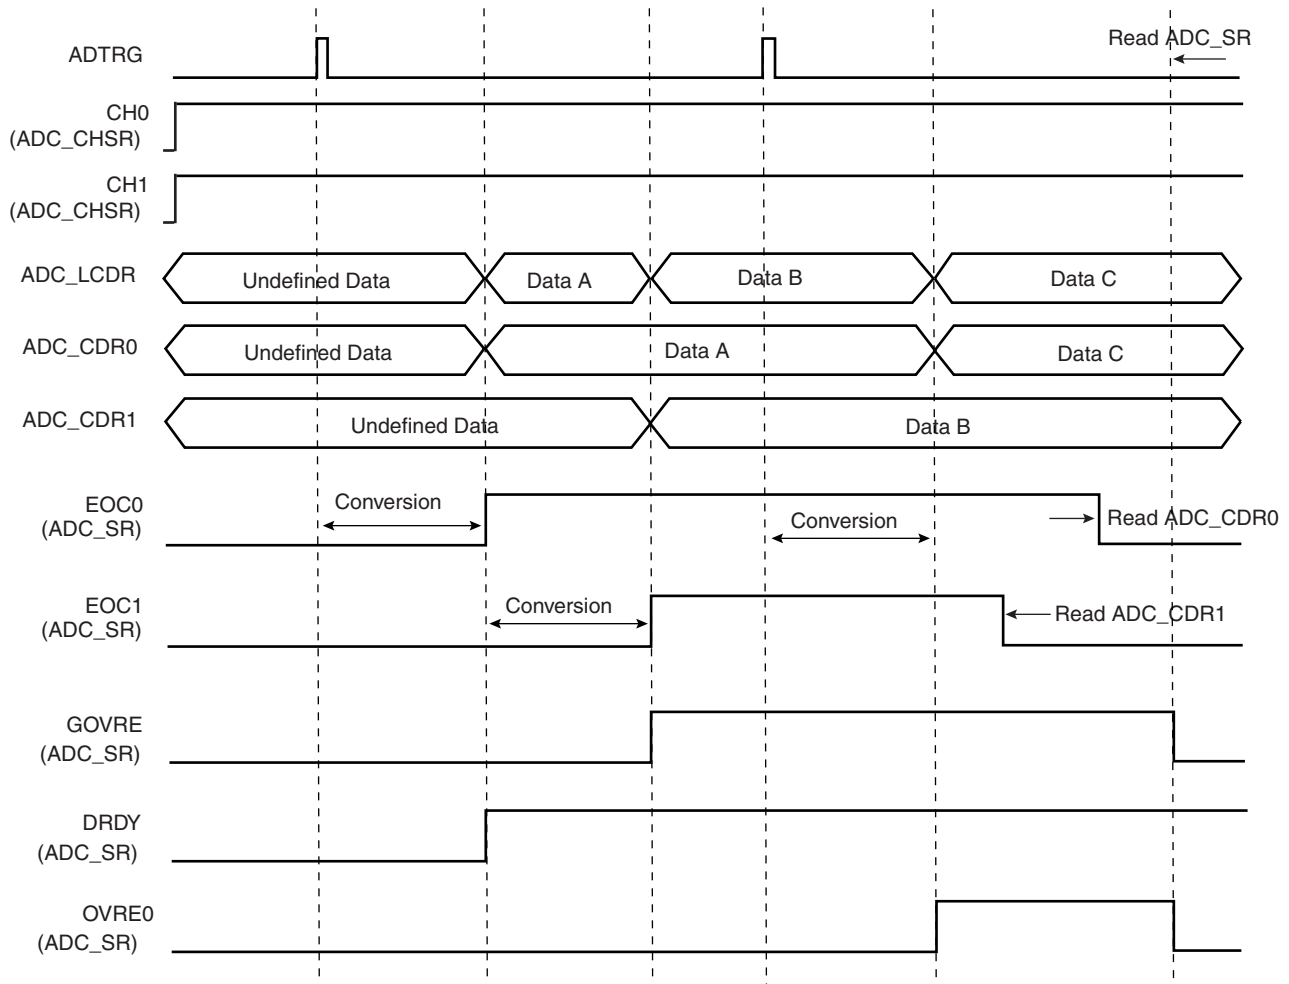 ADTRG
Read ADC_SR
CH0
(ADC_CHSR)
CH1
(ADC_CHSR)
ADC_LCDR
Undefined Data
Data A
Data B
Data C
ADC_CDR0
Undefined Data
Data A
Data C
ADC_CDR1
Undefined Data
Data B
EOC0
(ADC_SR)
Conversion
Conversion
Read ADC_CDR0
EOC1
(ADC_SR)
Conversion
Read ADC_CDR1
GOVRE
(ADC_SR)
DRDY
(ADC_SR)
OVRE0
(ADC_SR)